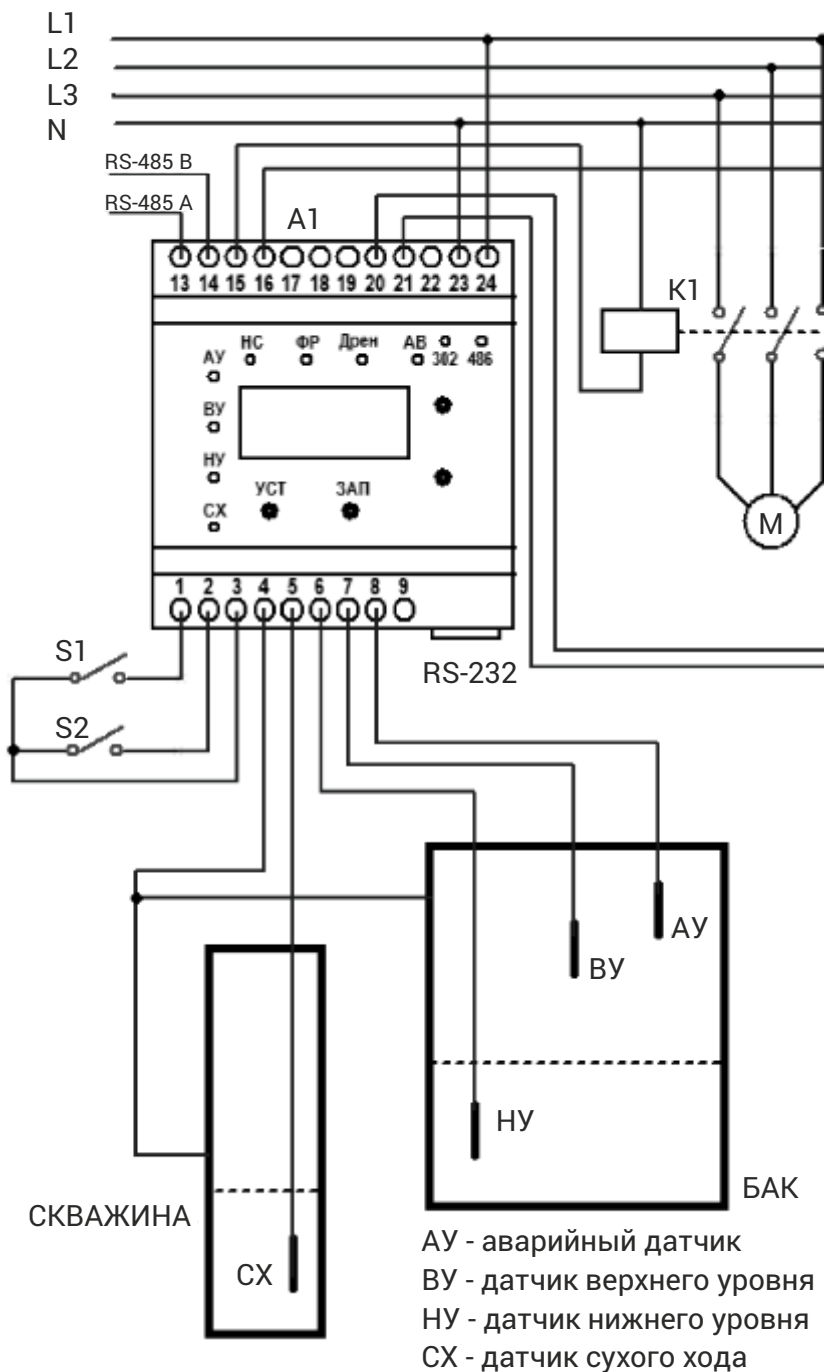 L1
L2
L3
N
RS-485 B
RS-485 A
A1
13 14 15 16 17 18 19 20 21 22 23 24
K1
НС ФР Дрен АВ 302 486
АУ
ВУ
НУ
СХ
УСТ ЗАП
M
1 2 3 4 5 6 7 8 9
RS-232
S1
S2
АУ
ВУ
НУ
СКВАЖИНА
СХ
БАК
АУ - аварийный датчик
ВУ - датчик верхнего уровня
НУ - датчик нижнего уровня
СХ - датчик сухого хода